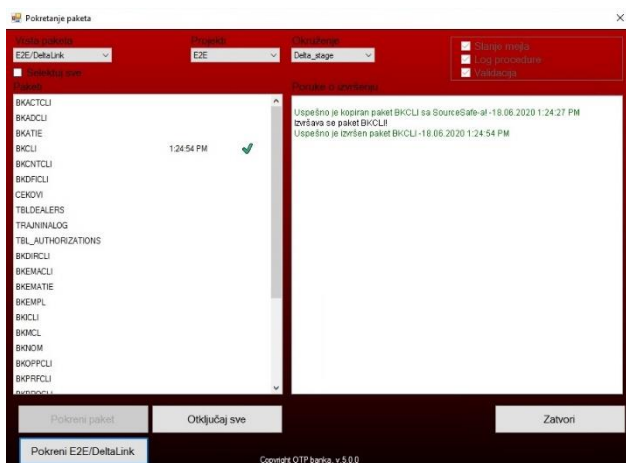 Pokretanje paketa
Vrsta paketa
Projekti
Okruženje
E2E/DeltaLink
E2E
Delta_stage
Slanje mejla
Log procedure
Validacija
Selektuj sve
Paketi
Poruke o izvršenju
BKACTCLI
BKADCLI
BKATIE
BKCLI 1:24:54 PM
BKCNTCLI
BKDFICLI
CEKOVI
TBLDEALERS
TRAJNINALOG
TBL_AUTHORIZATIONS
BKDIRCLI
BKEMACLI
BKEMATIE
BKEMPL
BKICLI
BKMCL
BKNOM
BKOPPCLI
BKPRFCLI
Uspešno je kopiran paket BKCLI sa SourceSafe-a! -18.06.2020 1:24:27 PM
Izvršava se paket BKCLI!
Uspešno je izvršen paket BKCLI -18.06.2020 1:24:54 PM
Pokreni paket
Otključaj sve
Zatvori
Pokreni E2E/DeltaLink
Copyright OTP banka, v.5.0.0